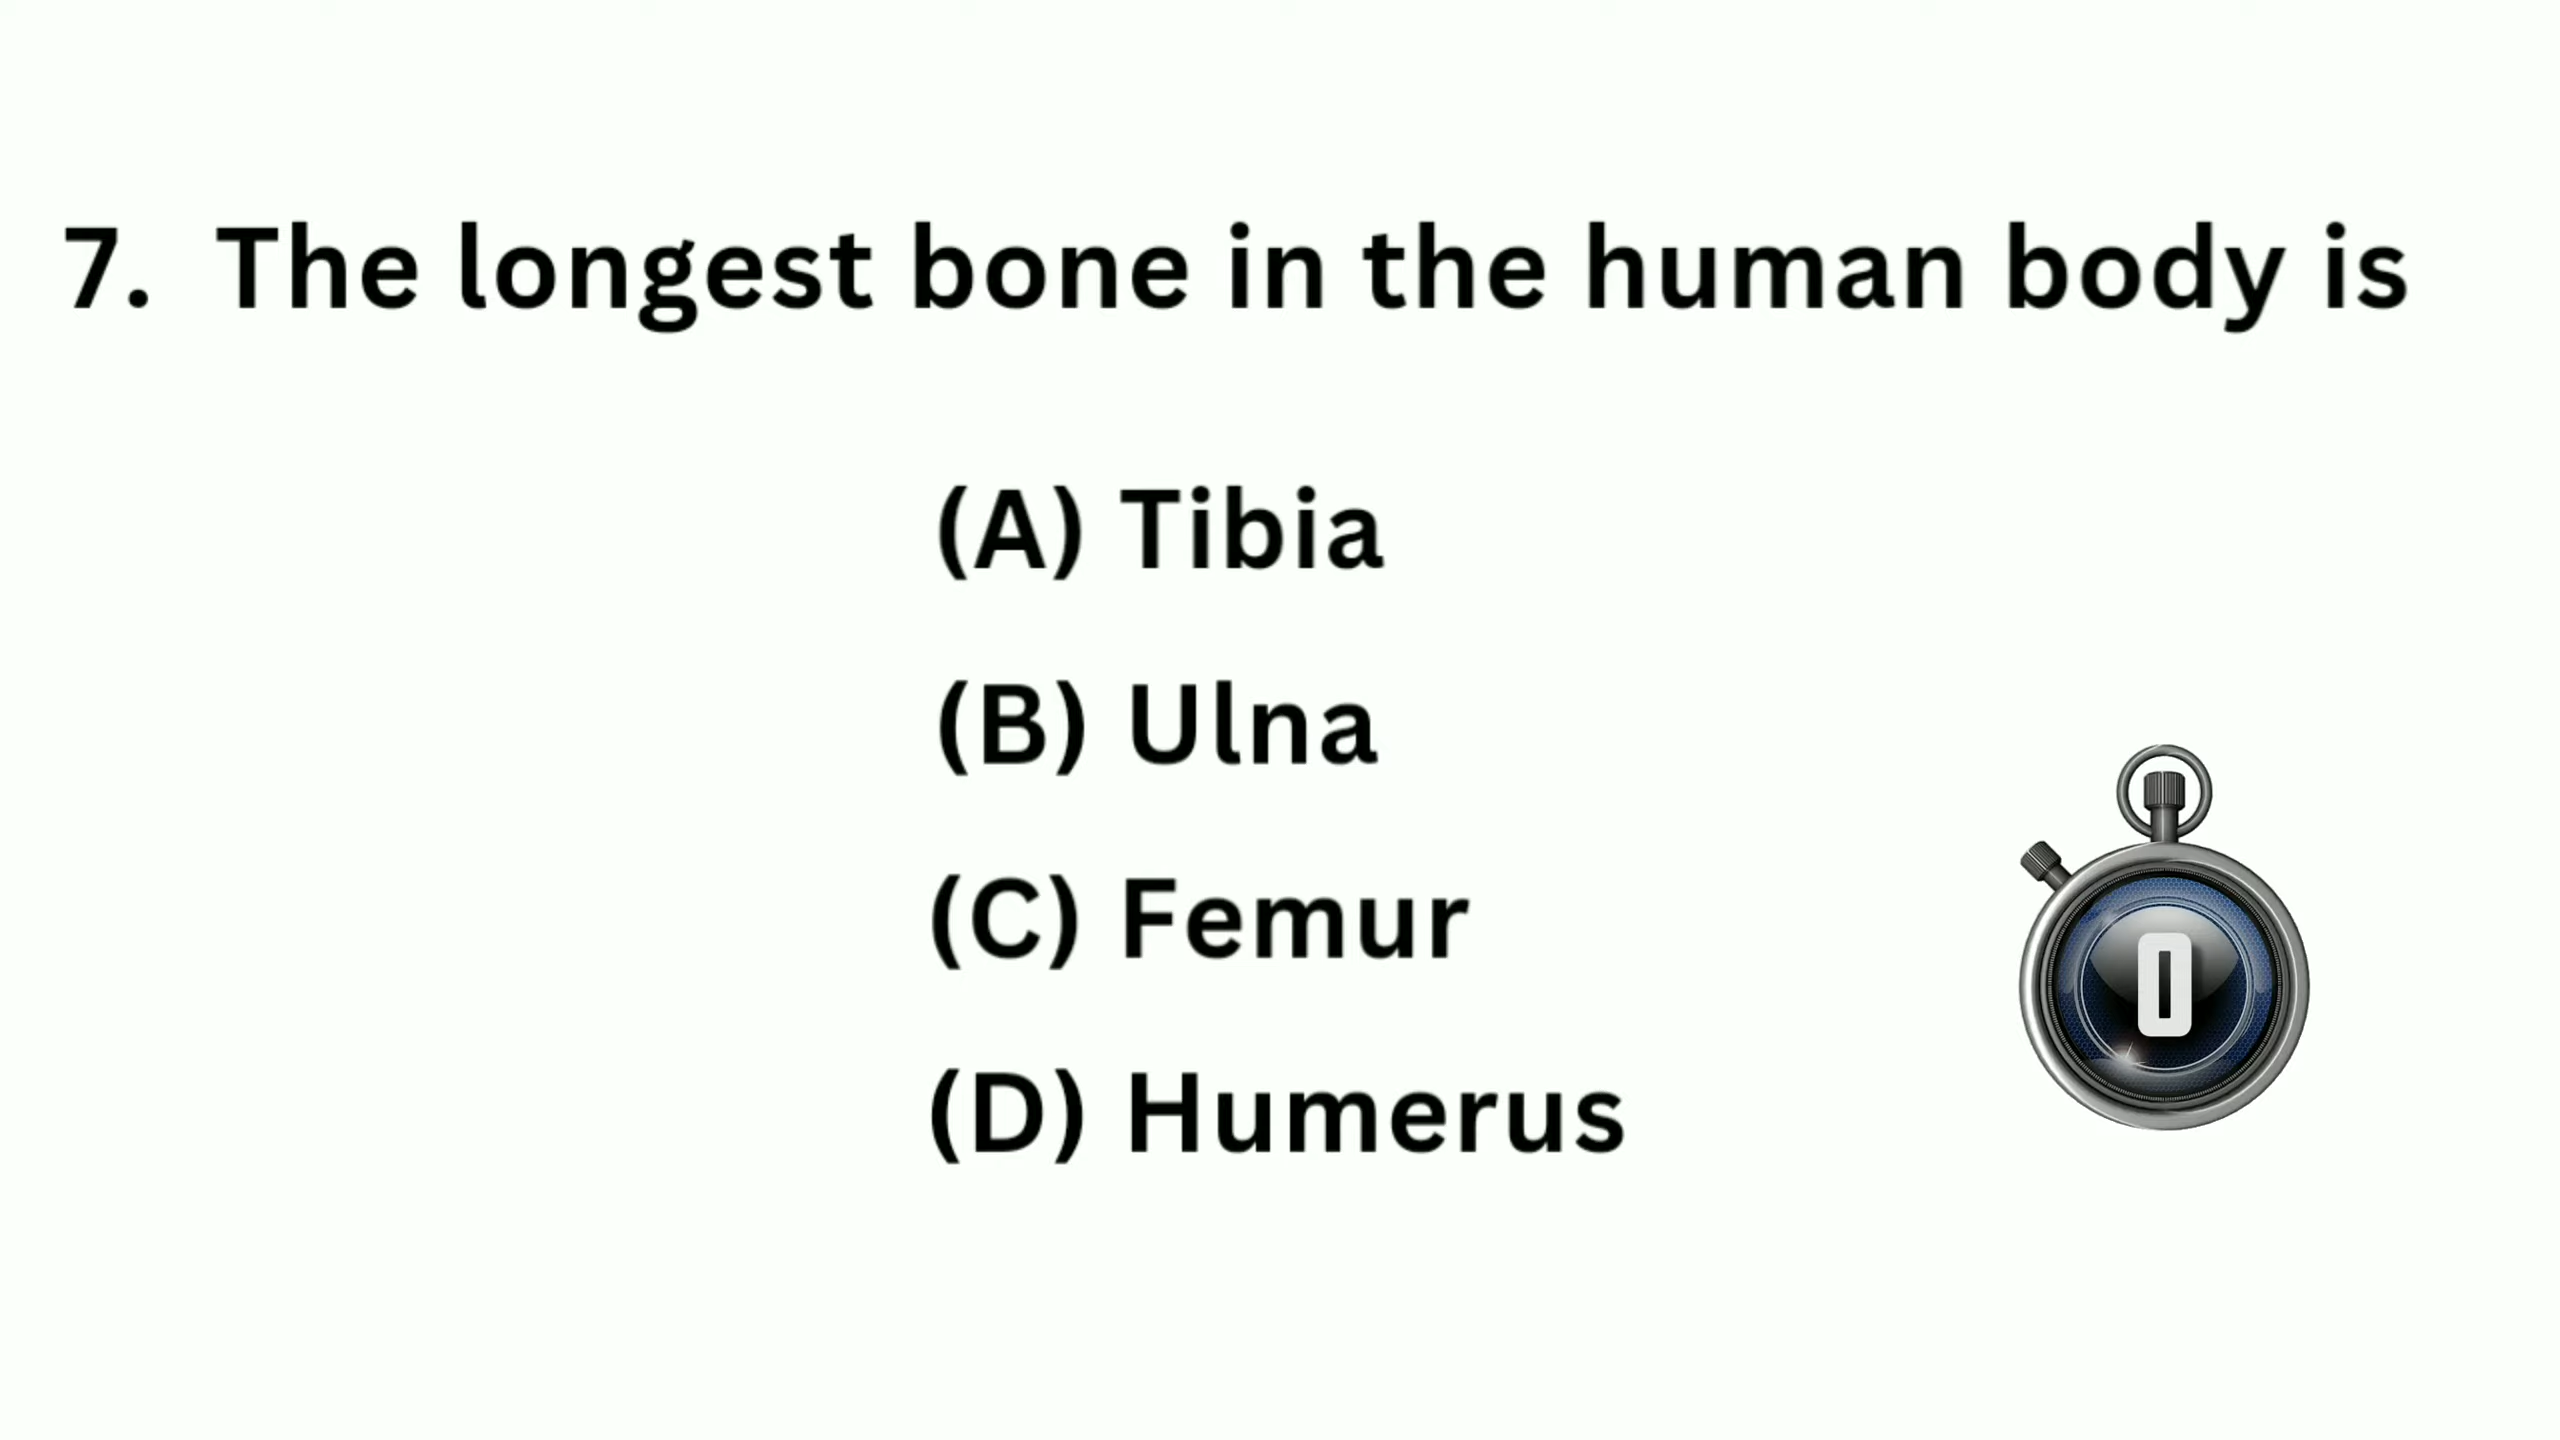 7. The longest bone in the human body is
(A) Tibia
(B) Ulna
(C) Femur
(D) Humerus
0